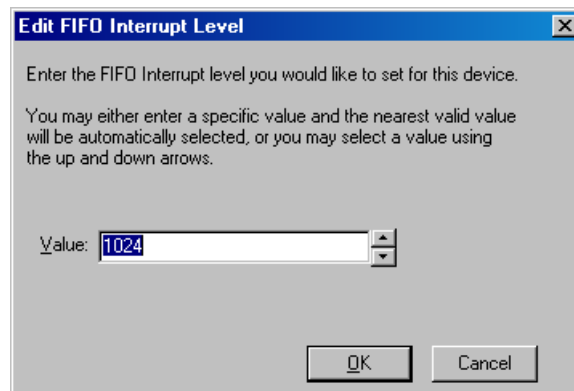 Edit FIFO Interrupt Level
Enter the FIFO Interrupt level you would like to set for this device.
You may either enter a specific value and the nearest valid value
will be automatically selected, or you may select a value using
the up and down arrows.
Value: 1024
OK Cancel